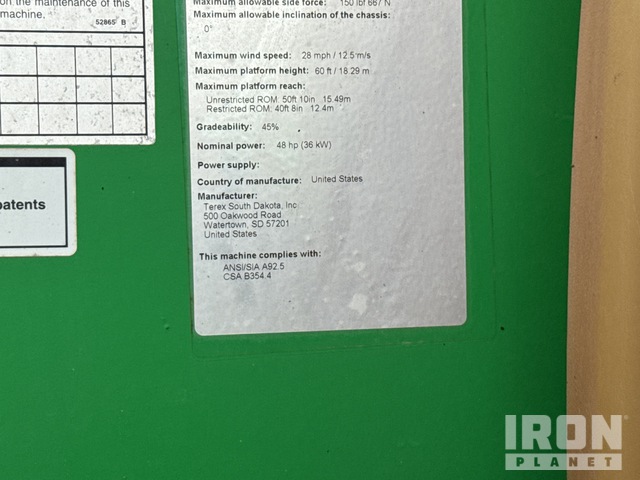 on the maintenance of this
machine.
52865 B
patents
Maximum allowable side force: 150 lbf 667 N
Maximum allowable inclination of the chassis:
0°
Maximum wind speed: 28 mph / 12.5 m/s
Maximum platform height: 60 ft / 18.29 m
Maximum platform reach:
Unrestricted ROM: 50ft 10in 15.49m
Restricted ROM: 40ft 8in 12.4m
Gradeability: 45%
Nominal power: 48 hp (36 kW)
Power supply:
Country of manufacture: United States
Manufacturer:
Terex South Dakota, Inc
500 Oakwood Road
Watertown, SD 57201
United States
This machine complies with:
ANSI/SIA A92.5
CSA B354.4
IRON
PLANET